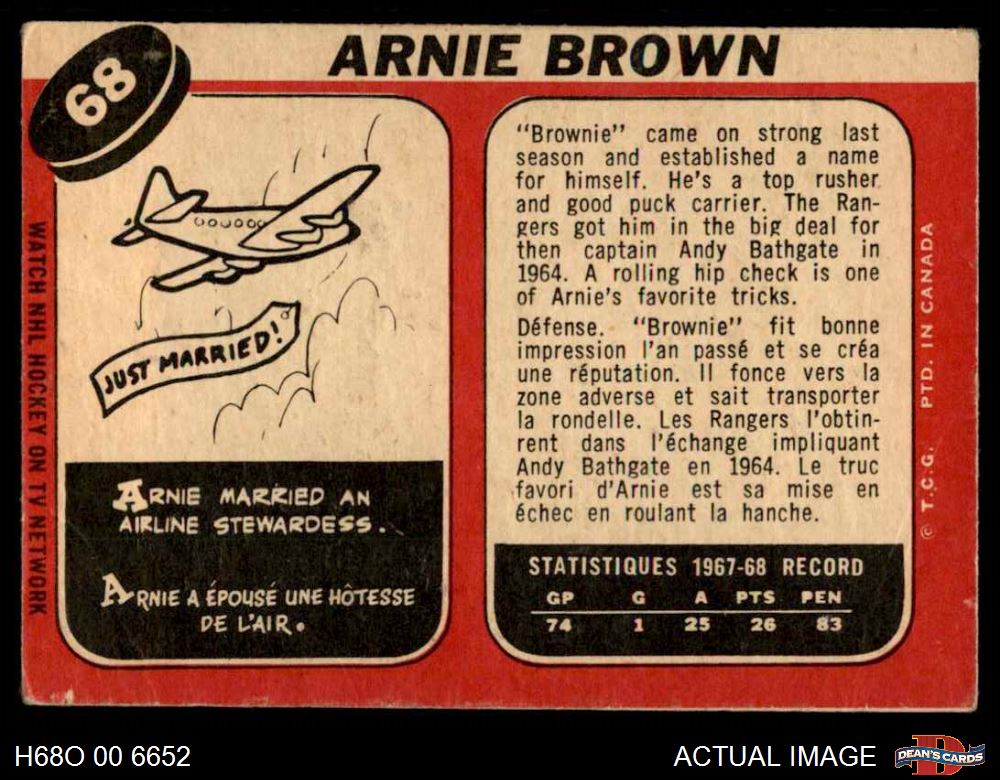 68
ARNIE BROWN
WATCH NHL HOCKEY ON TV NETWORK
JUST MARRIED!
ARNIE MARRIED AN
AIRLINE STEWARDESS.
ARNIE A ÉPOUSÉ UNE HÔTESSE
DE L'AIR.
"Brownie" came on strong last
season and established a name
for himself. He's a top rusher
and good puck carrier. The Ran-
gers got him in the big deal for
then captain Andy Bathgate in
1964. A rolling hip check is one
of Arnie's favorite tricks.
Défense. "Brownie" fit bonne
impression l'an passé et se créa
une réputation. Il fonce vers la
zone adverse et sait transporter
la rondelle. Les Rangers l'obtin-
rent dans l'échange impliquant
Andy Bathgate en 1964. Le truc
favori d'Arnie est sa mise en
échec en roulant la hanche.
STATISTIQUES 1967-68 RECORD
GP G A PTS PEN
74 1 25 26 83
© T.C.G. PTD. IN CANADA
H68O 00 6652
ACTUAL IMAGE
D
DEAN'S CARDS